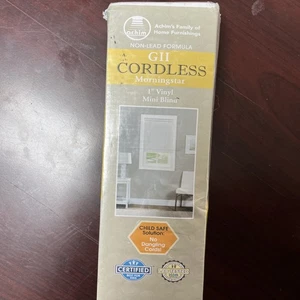 achim
Achim's Family of
Home Furnishings
NON-LEAD FORMULA
GII
CORDLESS
Morningstar
1" Vinyl
Mini Blind
CHILD SAFE
Solution
No
Dangling
Cords!
CERTIFIED